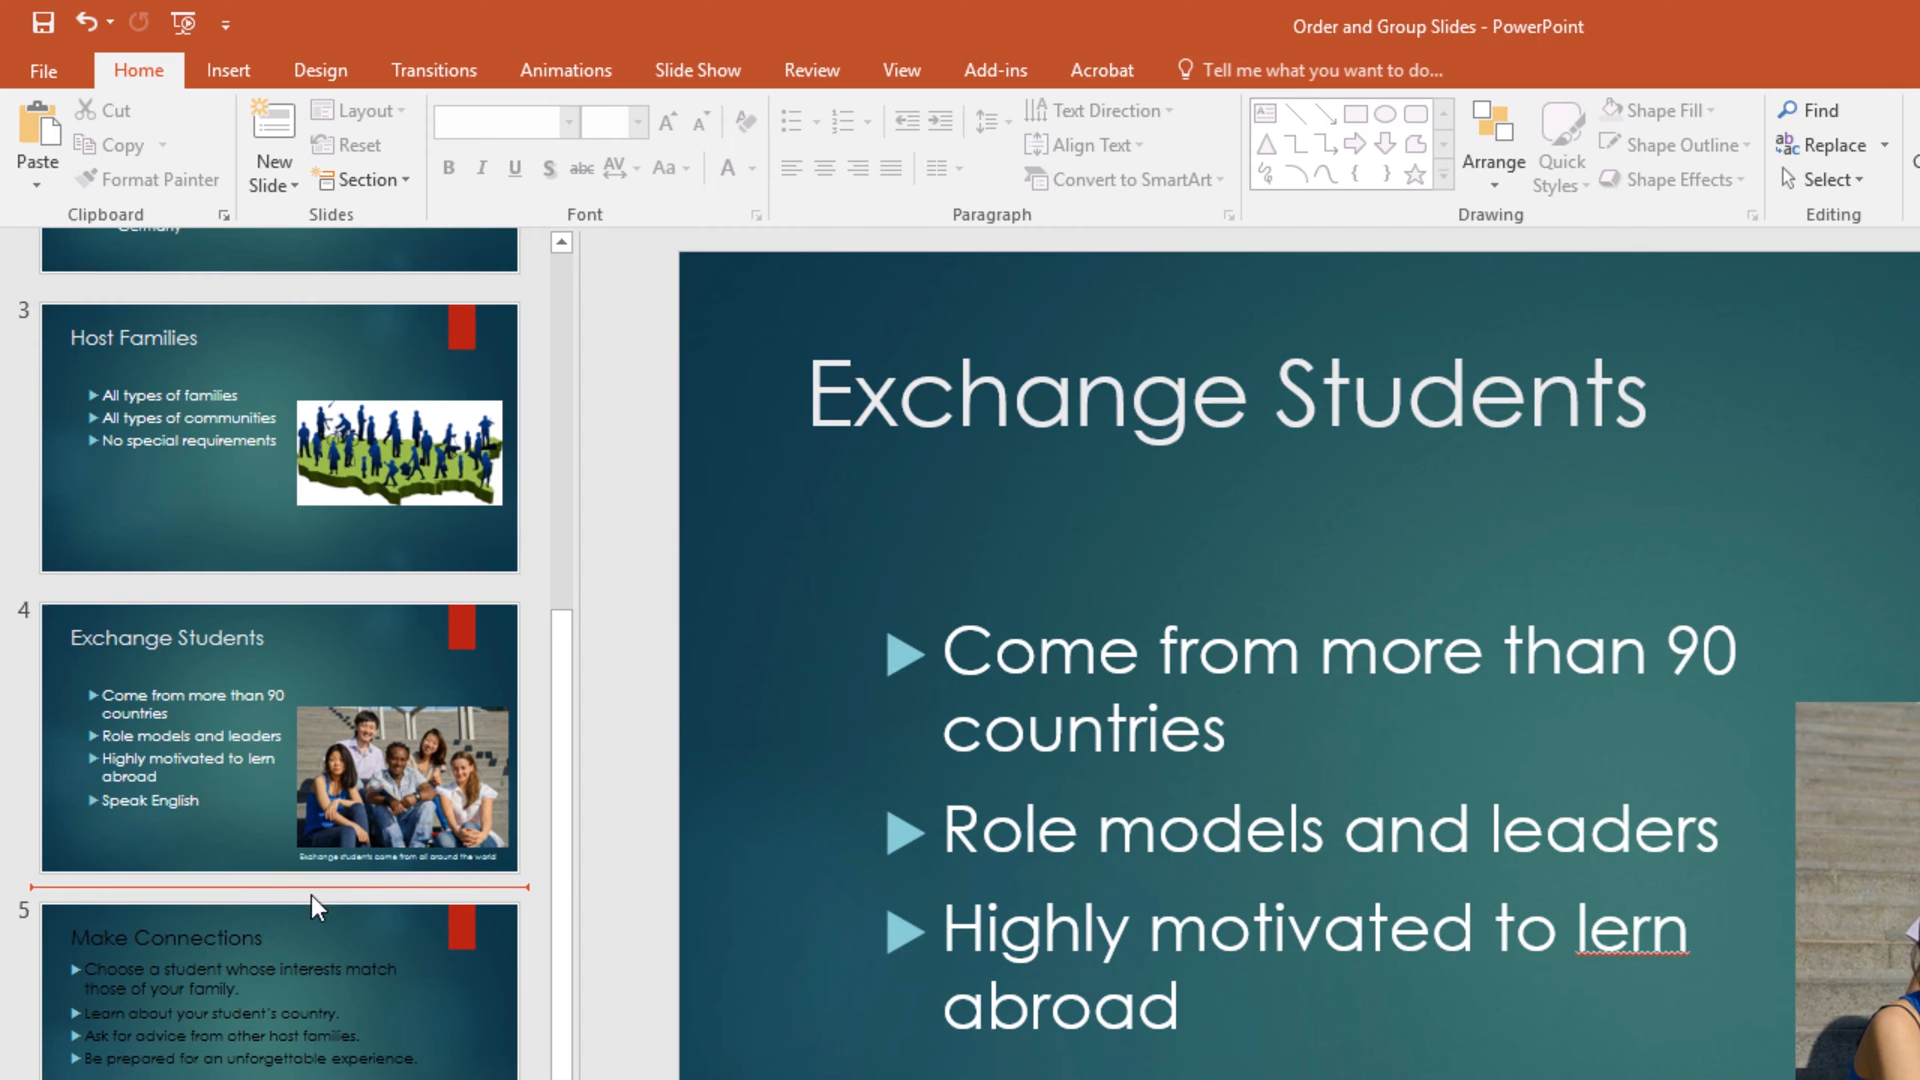 Order and Group Slides - PowerPoint
File Home Insert Design Transitions Animations Slide Show Review View Add-ins Acrobat Tell me what you want to do...
Paste
Cut
Copy
Format Painter
Clipboard
New
Slide
Layout
Reset
Section
Slides
B I U S abc AV Aa A
Font
Text Direction
Align Text
Convert to SmartArt
Paragraph
Arrange
Quick
Styles
Shape Fill
Shape Outline
Shape Effects
Drawing
Find
Replace
Select
Editing
Germany
3
Host Families
All types of families
All types of communities
No special requirements
4
Exchange Students
Come from more than 90
countries
Role models and leaders
Highly motivated to lern
abroad
Speak English
Exchange students come from all around the world
5
Make Connections
Choose a student whose interests match
those of your family.
Learn about your student's country.
Ask for advice from other host families.
Be prepared for an unforgettable experience.
Exchange Students
Come from more than 90
countries
Role models and leaders
Highly motivated to lern
abroad